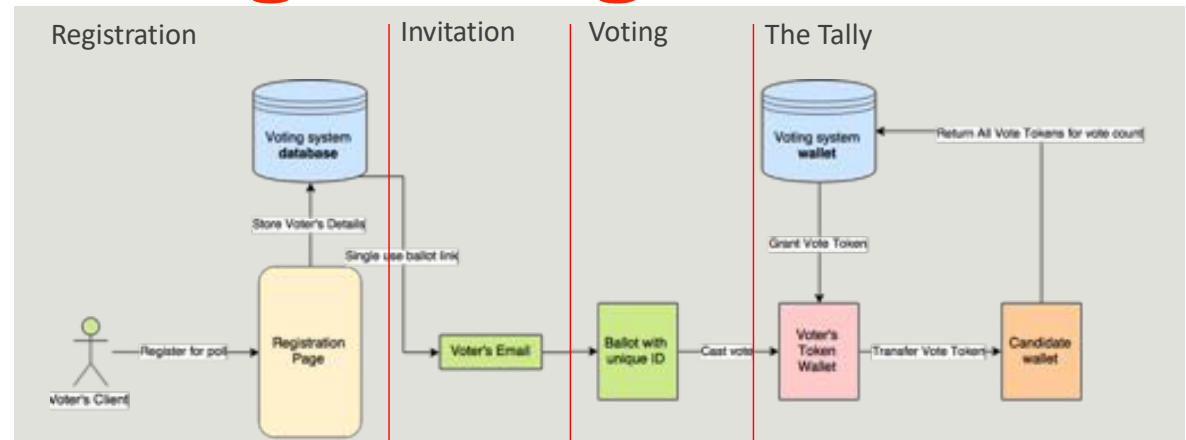 Registration
Invitation
Voting
The Tally
Voting system
database
Voting system
wallet
Return All Vote Tokens for vote count
Store Voter's Details
Grant Vote Token
Single use ballot link
Register for poll
Registration
Page
Voter's Email
Ballot with
unique ID
Cast vote
Voter's
Token
Wallet
Transfer Vote Token
Candidate
wallet
Voter's Client